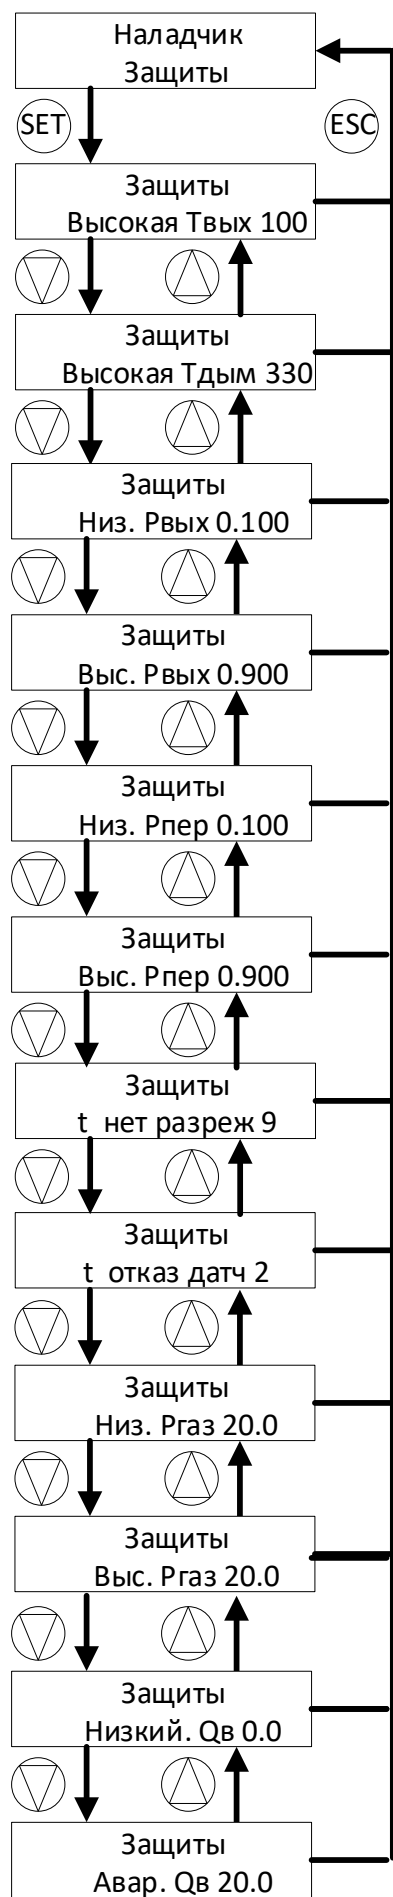 Наладчик
Защиты
SET
ESC
Защиты
Высокая Твых 100
Защиты
Высокая Тдым 330
Защиты
Низ. Рвых 0.100
Защиты
Выс. Рвых 0.900
Защиты
Низ. Рпер 0.100
Защиты
Выс. Рпер 0.900
Защиты
t нет разреж 9
Защиты
t отказ датч 2
Защиты
Низ. Ргаз 20.0
Защиты
Выс. Ргаз 20.0
Защиты
Низкий. Qв 0.0
Защиты
Авар. Qв 20.0